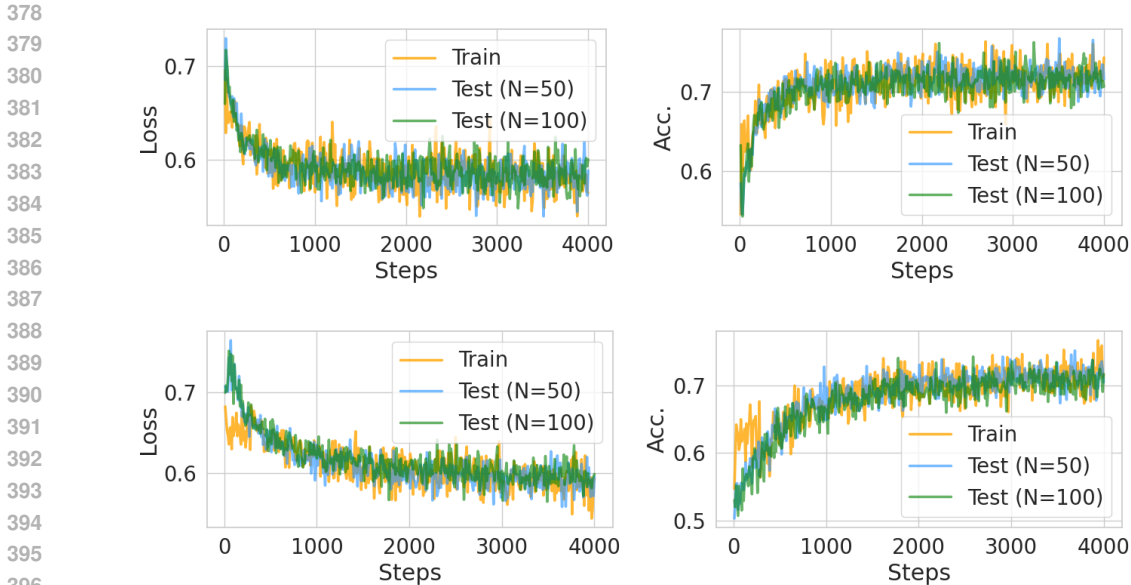 378
379
380
381
382
383
384
385
386
387
388
389
390
391
392
393
394
395
Loss
0.7
0.6
Train
Test (N=50)
Test (N=100)
0 1000 2000 3000 4000
Steps
Acc.
0.7
0.6
Train
Test (N=50)
Test (N=100)
0 1000 2000 3000 4000
Steps
Loss
0.7
0.6
Train
Test (N=50)
Test (N=100)
0 1000 2000 3000 4000
Steps
Acc.
0.7
0.6
0.5
Train
Test (N=50)
Test (N=100)
0 1000 2000 3000 4000
Steps